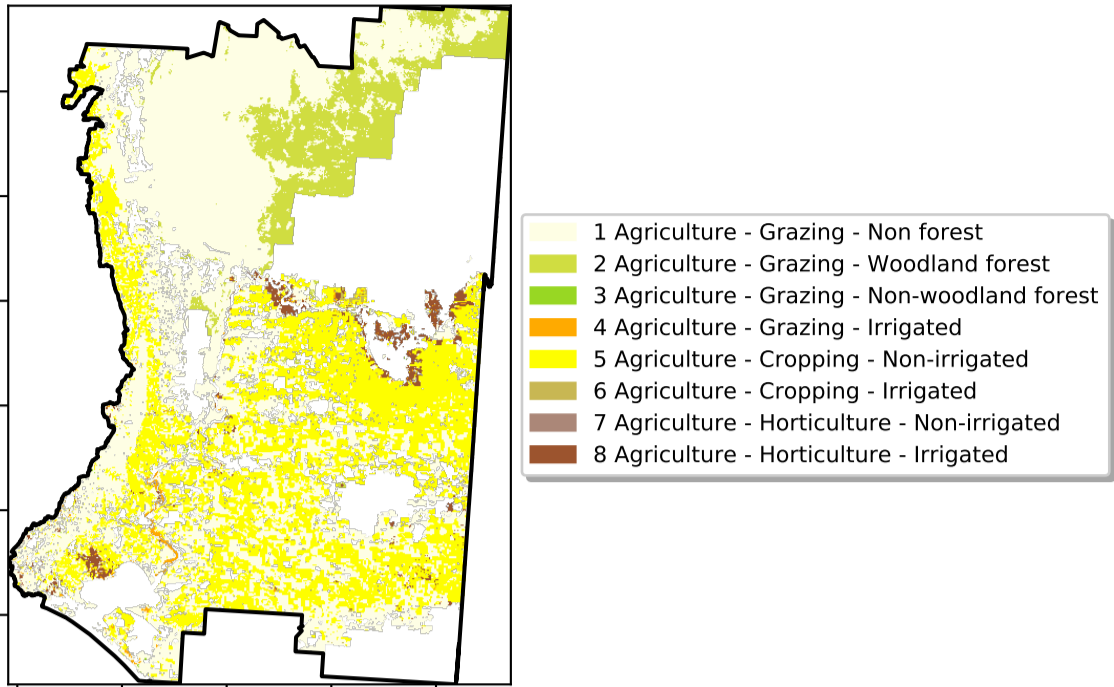 1 Agriculture - Grazing - Non forest
2 Agriculture - Grazing - Woodland forest
3 Agriculture - Grazing - Non-woodland forest
4 Agriculture - Grazing - Irrigated
5 Agriculture - Cropping - Non-irrigated
6 Agriculture - Cropping - Irrigated
7 Agriculture - Horticulture - Non-irrigated
8 Agriculture - Horticulture - Irrigated